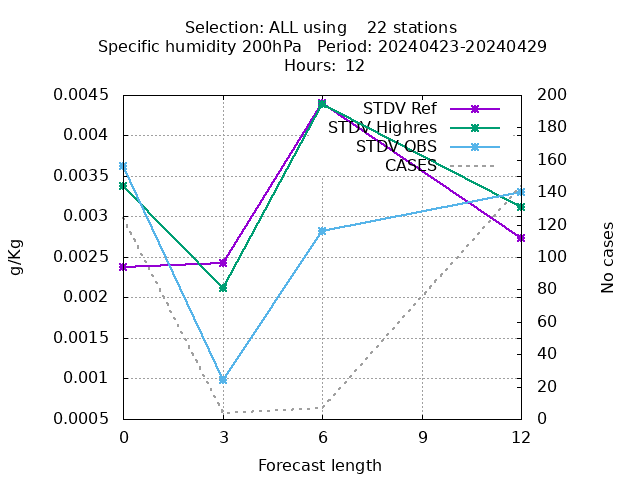 Selection: ALL using 22 stations
Specific humidity 200hPa Period: 20240423-20240429
Hours: 12
0.0045
0.004
0.0035
0.003
0.0025
0.002
0.0015
0.001
0.0005
200
180
160
140
120
100
80
60
40
20
0
STDV Ref
STDV Highres
STDV OBS
CASES
g/Kg
No cases
0 3 6 9 12
Forecast length